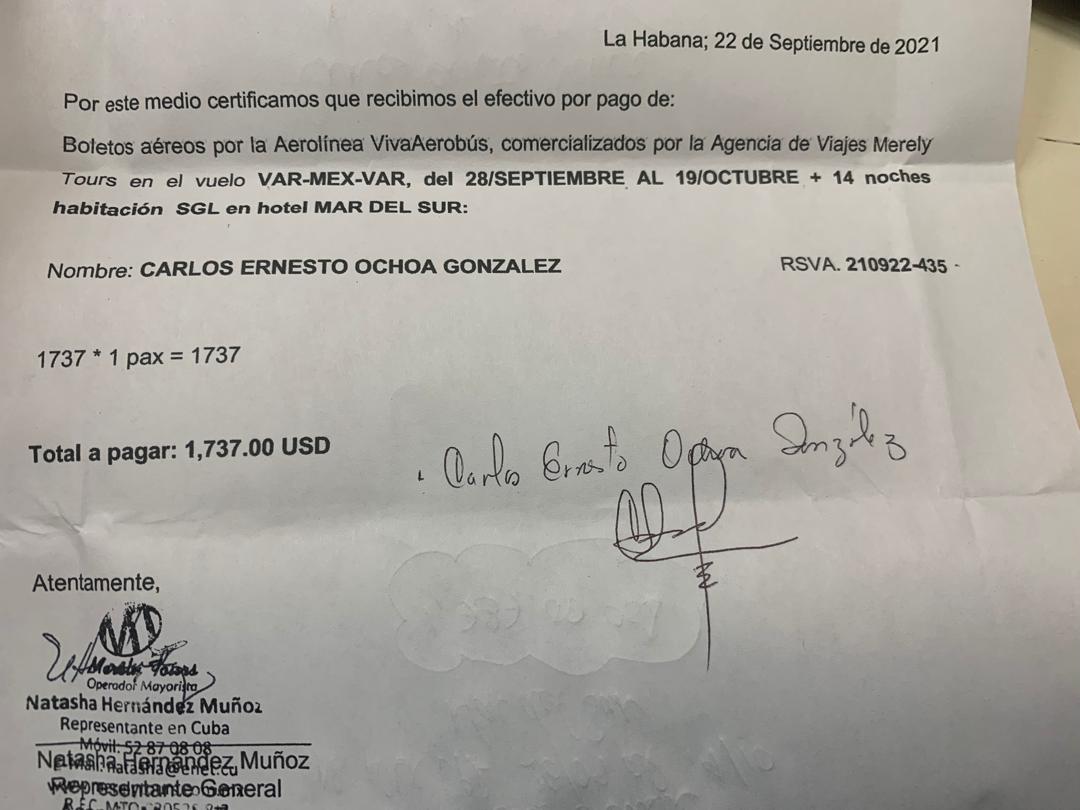 La Habana; 22 de Septiembre de 2021
Por este medio certificamos que recibimos el efectivo por pago de:
Boletos aéreos por la Aerolínea VivaAerobús, comercializados por la Agencia de Viajes Merely
Tours en el vuelo VAR-MEX-VAR, del 28/SEPTIEMBRE AL 19/OCTUBRE + 14 noches
habitación SGL en hotel MAR DEL SUR:
Nombre: CARLOS ERNESTO OCHOA GONZALEZ RSVA. 210922-435 -
1737 * 1 pax = 1737
Total a pagar: 1,737.00 USD
Carlos Ernesto Ochoa González
Atentamente,
Merely Tours
Operador Mayorista
Natasha Hernández Muñoz
Representante en Cuba
Móvil: 52 87 08 08
Natasha Hernández Muñoz
natasha@enet.cu
Representante General